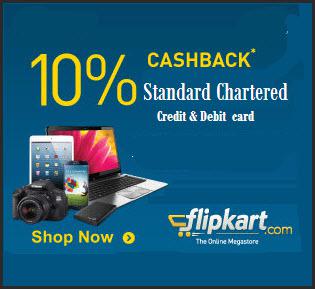 10% CASHBACK*
Standard Chartered
Credit & Debit card
Shop Now
flipkart.com
The Online Megastore